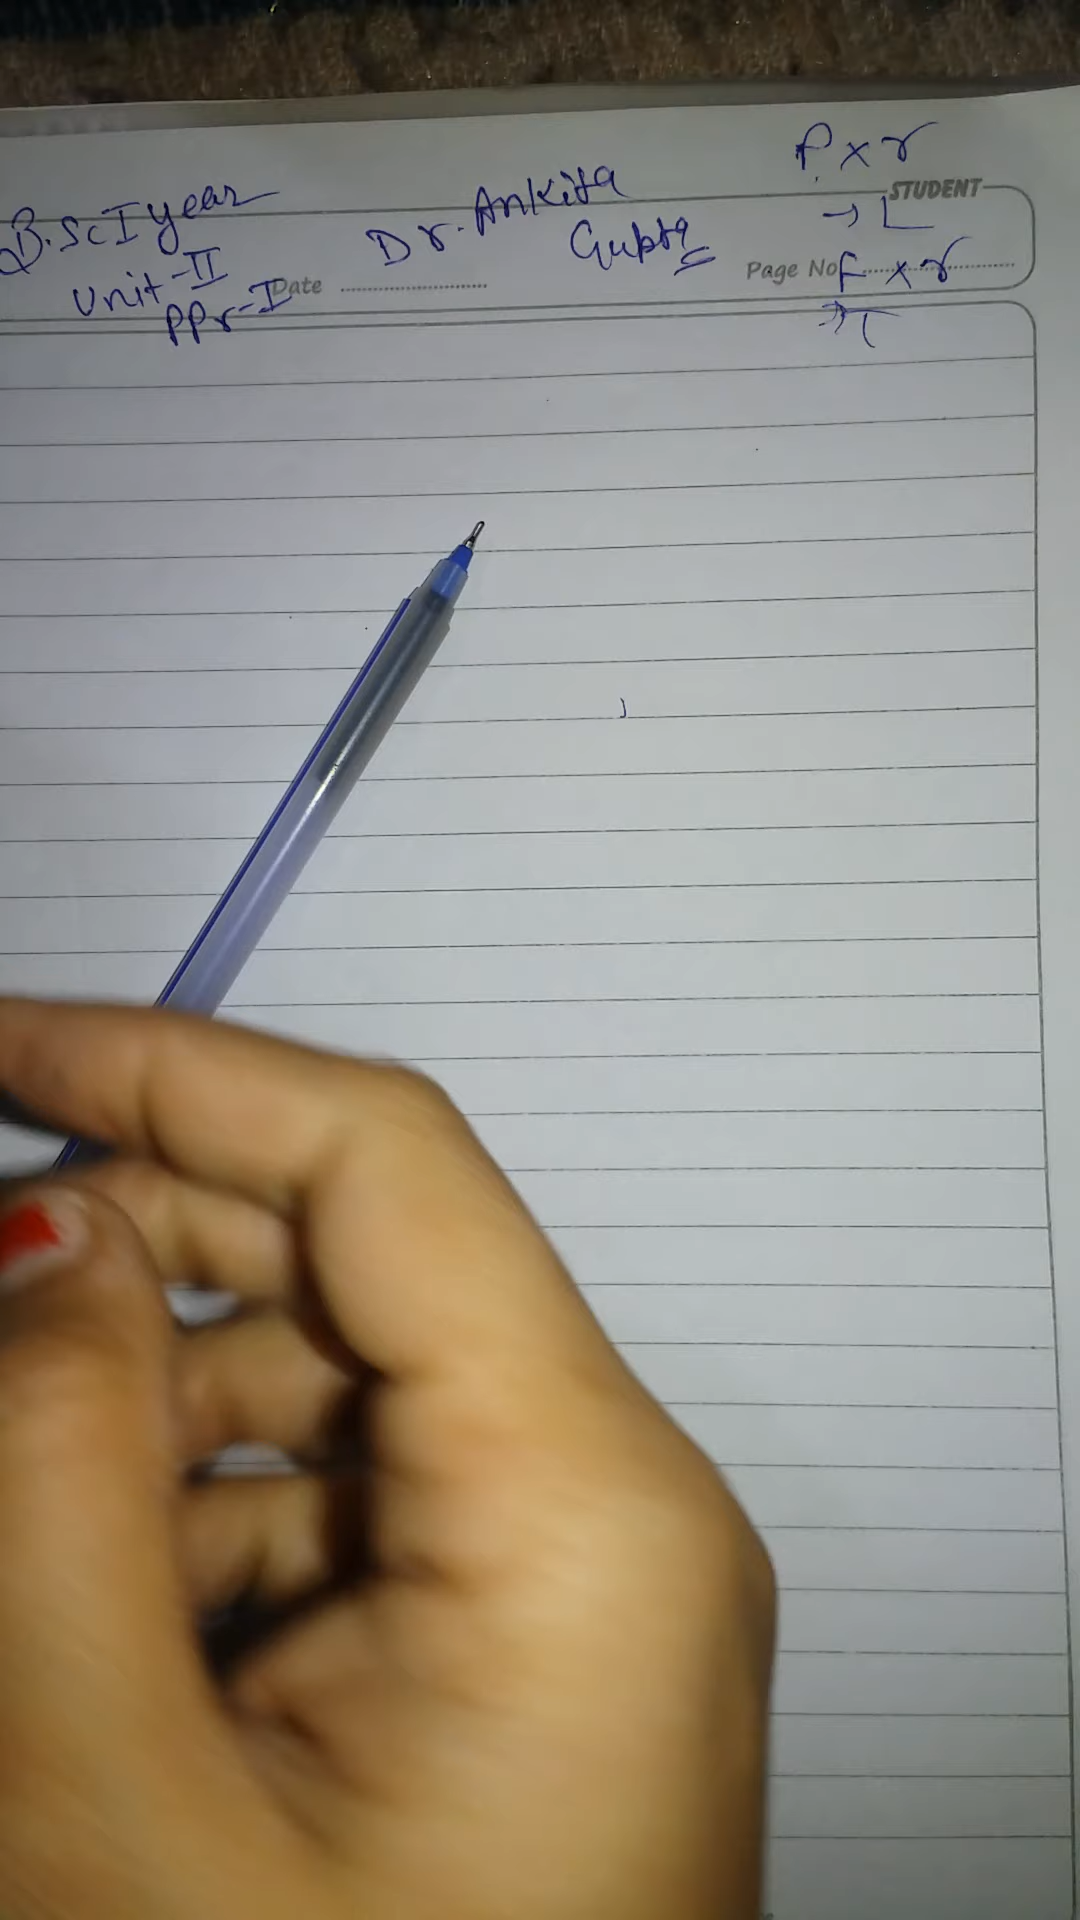 B.Sc I year
Unit-II
PPr-I
Dr. Ankita
Gupta
P × r
→ L
STUDENT
Date
Page No.
F × r
→ τ